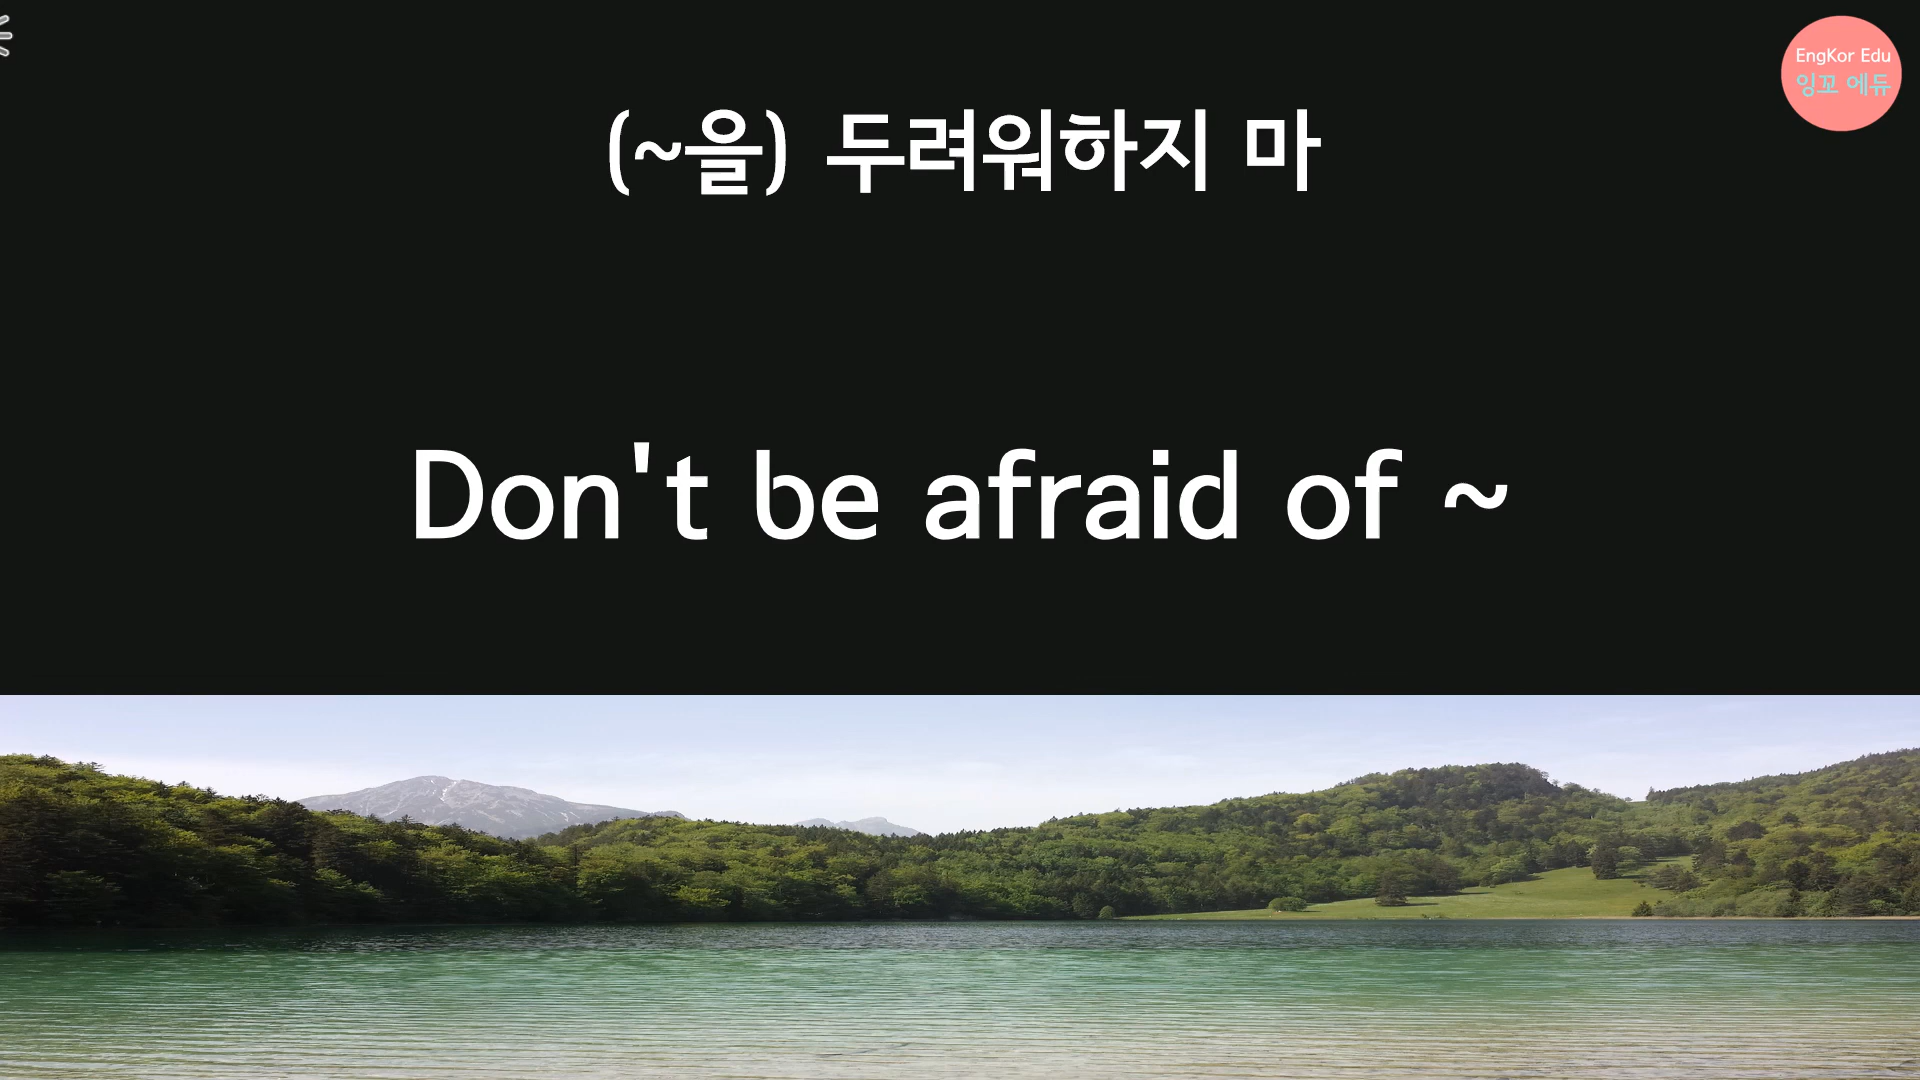 EngKor Edu
잉꼬 에듀
(~을) 두려워하지 마
Don't be afraid of ~